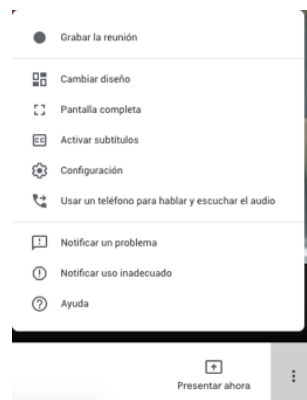 Grabar la reunión
Cambiar diseño
Pantalla completa
CC Activar subtítulos
Configuración
Usar un teléfono para hablar y escuchar el audio
Notificar un problema
Notificar uso inadecuado
Ayuda
Presentar ahora